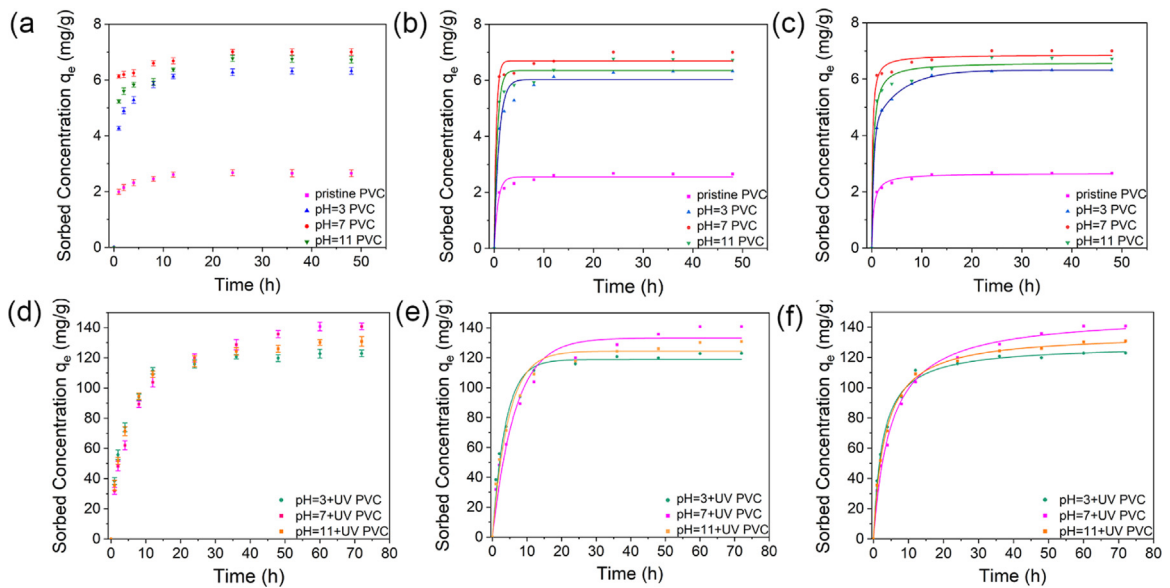 (a)
Sorbed Concentration qₑ (mg/g)
8
6
4
2
0
pristine PVC
pH=3 PVC
pH=7 PVC
pH=11 PVC
0 10 20 30 40 50
Time (h)
(b)
Sorbed Concentration qₑ (mg/g)
8
6
4
2
0
pristine PVC
pH=3 PVC
pH=7 PVC
pH=11 PVC
0 10 20 30 40 50
Time (h)
(c)
Sorbed Concentration qₑ (mg/g)
8
6
4
2
0
pristine PVC
pH=3 PVC
pH=7 PVC
pH=11 PVC
0 10 20 30 40 50
Time (h)
(d)
Sorbed Concentration qₑ (mg/g)
140
120
100
80
60
40
20
0
pH=3+UV PVC
pH=7+UV PVC
pH=11+UV PVC
0 10 20 30 40 50 60 70 80
Time (h)
(e)
Sorbed Concentration qₑ (mg/g)
140
120
100
80
60
40
20
0
pH=3+UV PVC
pH=7+UV PVC
pH=11+UV PVC
0 10 20 30 40 50 60 70 80
Time (h)
(f)
Sorbed Concentration qₑ (mg/g)
140
120
100
80
60
40
20
0
pH=3+UV PVC
pH=7+UV PVC
pH=11+UV PVC
0 10 20 30 40 50 60 70 80
Time (h)